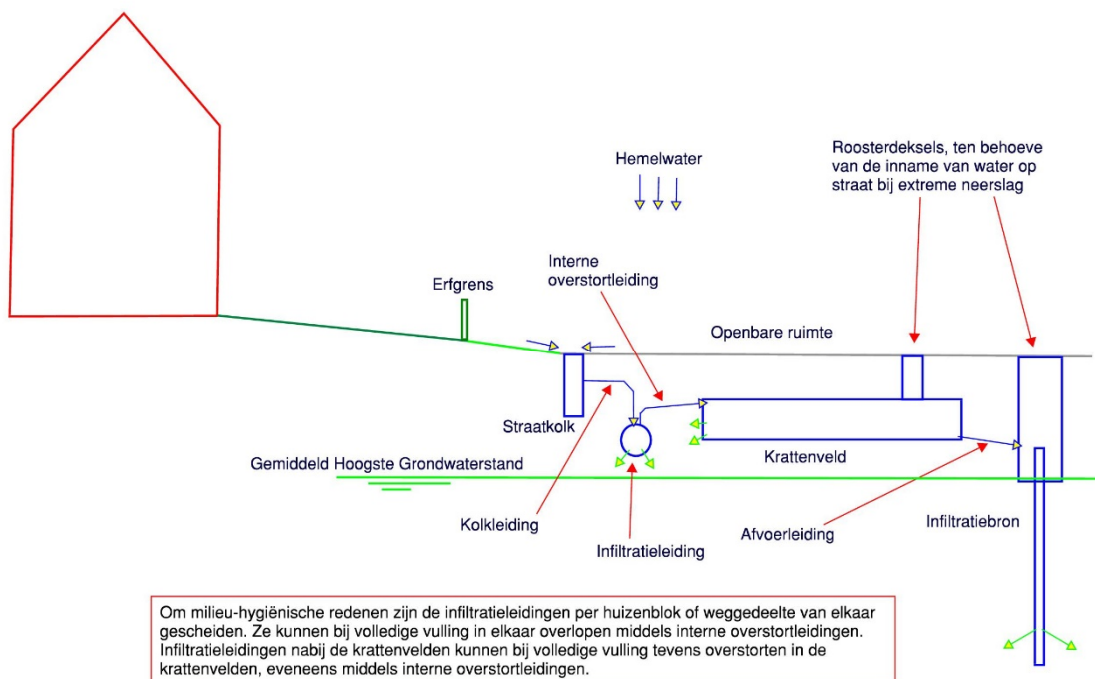 Hemelwater
Roosterdeksels, ten behoeve
van de inname van water op
straat bij extreme neerslag
Interne
overstortleiding
Erfgrens
Openbare ruimte
Straatkolk
Krattenveld
Gemiddeld Hoogste Grondwaterstand
Kolkleiding
Infiltratieleiding
Afvoerleiding
Infiltratiebron
Om milieu-hygiënische redenen zijn de infiltratieleidingen per huizenblok of weggedeelte van elkaar
gescheiden. Ze kunnen bij volledige vulling in elkaar overlopen middels interne overstortleidingen.
Infiltratieleidingen nabij de krattenvelden kunnen bij volledige vulling tevens overstorten in de
krattenvelden, eveneens middels interne overstortleidingen.